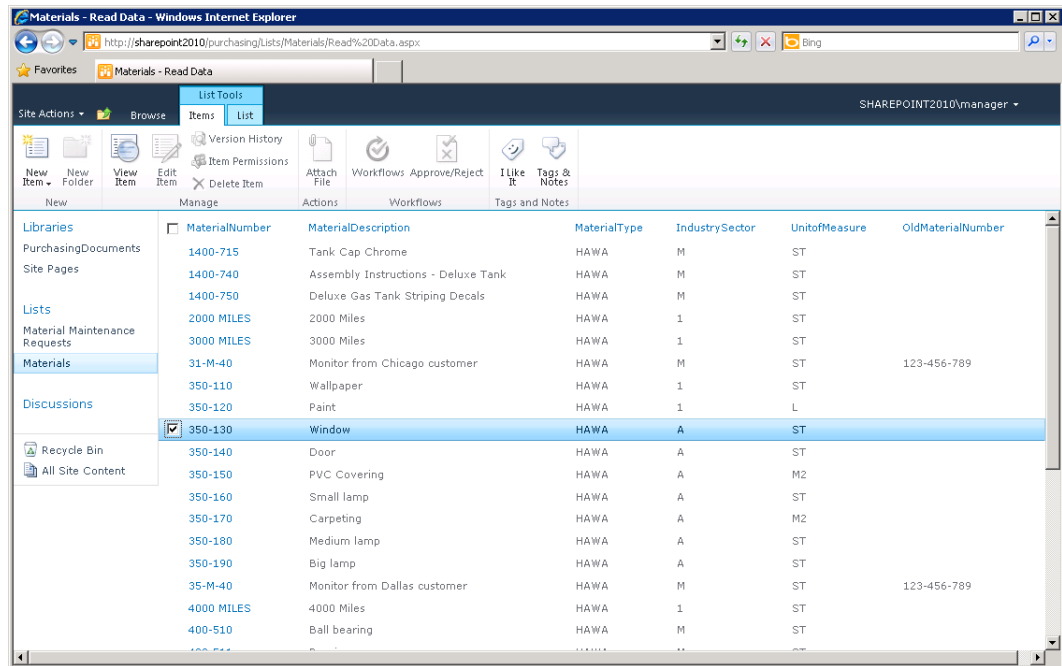 Materials - Read Data - Windows Internet Explorer
http://sharepoint2010/purchasing/Lists/Materials/Read%20Data.aspx
Bing
Favorites
Materials - Read Data
List Tools
SHAREPOINT2010\manager
Site Actions Browse Items List
New Item
New Folder
View Item
Edit Item
Version History
Item Permissions
Delete Item
Attach File
Workflows
Approve/Reject
I Like It
Tags & Notes
New Manage Actions Workflows Tags and Notes
Libraries
PurchasingDocuments
Site Pages
Lists
Material Maintenance Requests
Materials
Discussions
Recycle Bin
All Site Content
MaterialNumber MaterialDescription MaterialType IndustrySector UnitofMeasure OldMaterialNumber
1400-715 Tank Cap Chrome HAWA M ST
1400-740 Assembly Instructions - Deluxe Tank HAWA M ST
1400-750 Deluxe Gas Tank Striping Decals HAWA M ST
2000 MILES 2000 Miles HAWA 1 ST
3000 MILES 3000 Miles HAWA 1 ST
31-M-40 Monitor from Chicago customer HAWA M ST 123-456-789
350-110 Wallpaper HAWA 1 ST
350-120 Paint HAWA 1 L
350-130 Window HAWA A ST
350-140 Door HAWA A ST
350-150 PVC Covering HAWA A M2
350-160 Small lamp HAWA A ST
350-170 Carpeting HAWA A M2
350-180 Medium lamp HAWA A ST
350-190 Big lamp HAWA A ST
35-M-40 Monitor from Dallas customer HAWA M ST 123-456-789
4000 MILES 4000 Miles HAWA 1 ST
400-510 Ball bearing HAWA M ST